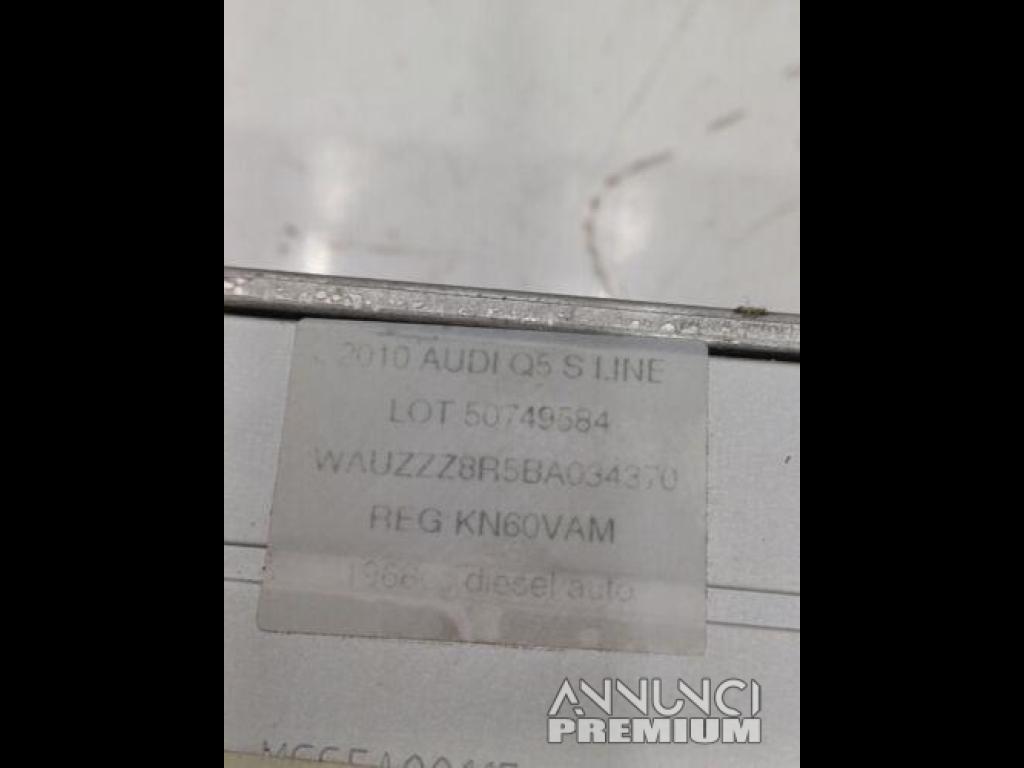 2010 AUDI Q5 S LINE
LOT 50749584
WAUZZZ8R5BA034370
REG KN60VAM
diesel auto
ANNUNCI
PREMIUM